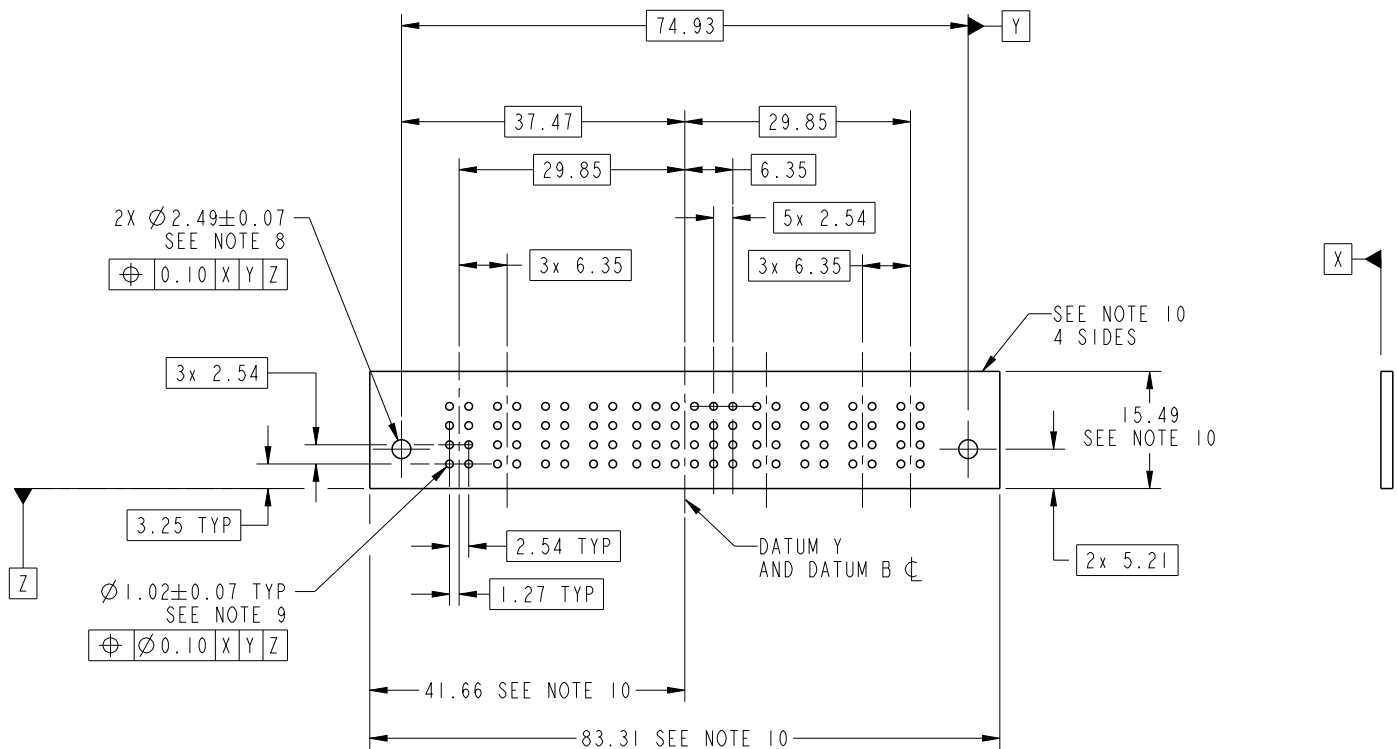 74.93
Y
37.47
29.85
29.85
6.35
2X Ø2.49±0.07
SEE NOTE 8
⌖ 0.10 X Y Z
5x 2.54
3x 6.35
3x 6.35
X
SEE NOTE 10
4 SIDES
3x 2.54
15.49
SEE NOTE 10
3.25 TYP
2.54 TYP
DATUM Y
AND DATUM B ℄
2x 5.21
Z
Ø1.02±0.07 TYP
SEE NOTE 9
⌖ Ø0.10 X Y Z
1.27 TYP
41.66 SEE NOTE 10
83.31 SEE NOTE 10